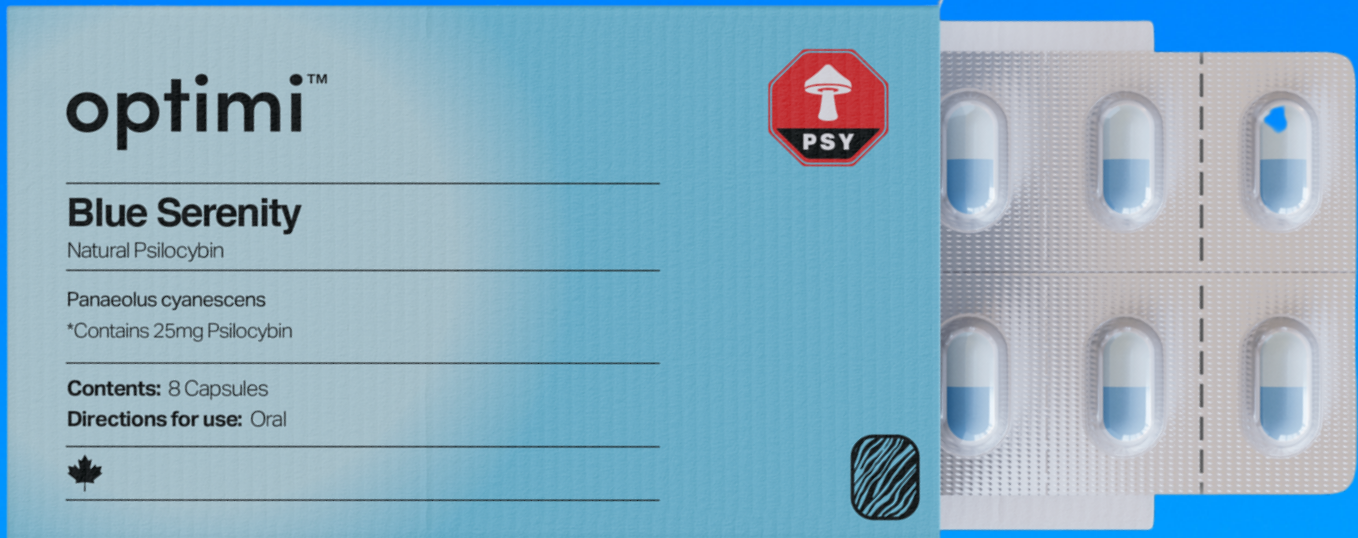 optimi™
PSY
Blue Serenity
Natural Psilocybin
Panaeolus cyanescens
*Contains 25mg Psilocybin
Contents: 8 Capsules
Directions for use: Oral